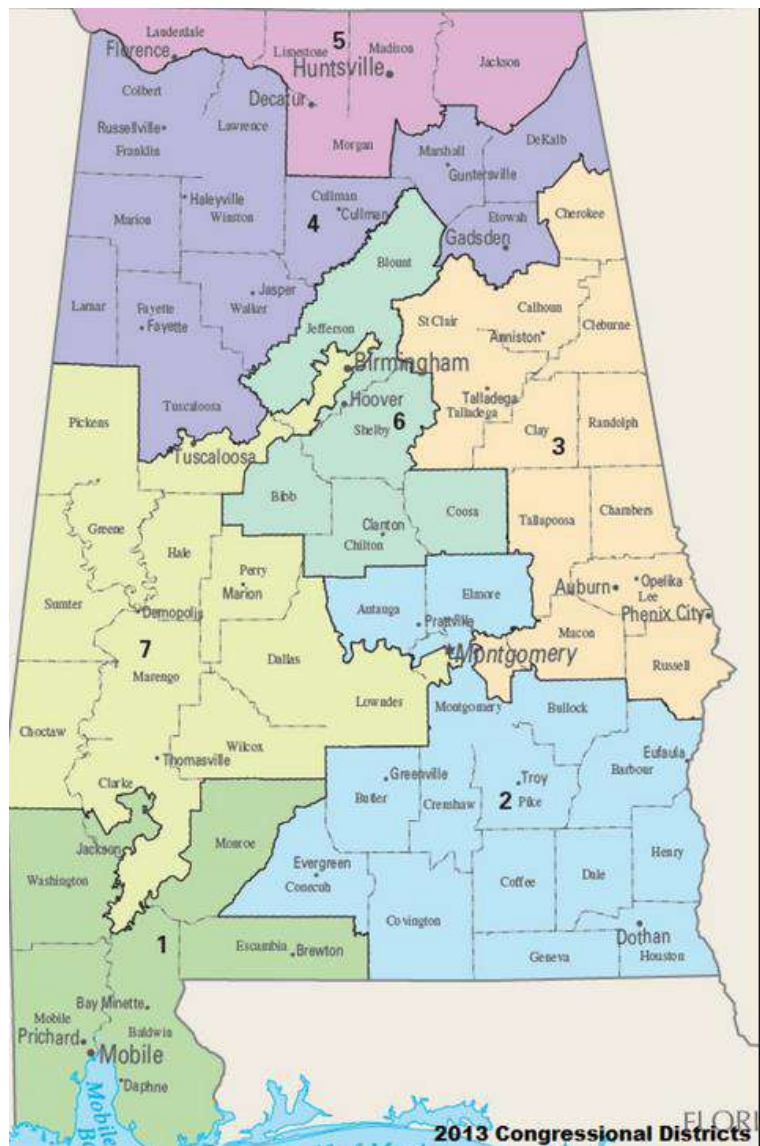 Lauderdale
Florence
Limestone
5
Madison
Huntsville
Jackson
Colbert
Decatur
Lawrence
Russellville
Franklin
Morgan
Marshall
DeKalb
Guntersville
Haleyville
Cullman
Cullman
Marion
Winston
4
Etowah
Cherokee
Gadsden
Blount
Jasper
Lamar
Fayette
Fayette
Walker
Jefferson
St Clair
Calhoun
Cleburne
Anniston
Birmingham
Talladega
Talladega
Hoover
Tuscaloosa
Pickens
6
Shelby
Clay
Randolph
3
Tuscaloosa
Bibb
Coosa
Clanton
Chilton
Tallapoosa
Chambers
Greene
Hale
Perry
Marion
Sumter
Demopolis
Autauga
Elmore
Prattville
Auburn
Opelika
Lee
Phenix City
Macon
7
Marengo
Dallas
Montgomery
Russell
Lowndes
Montgomery
Bullock
Choctaw
Wilcox
Thomasville
Clarke
Greenville
Butler
Crenshaw
Troy
2
Pike
Eufaula
Barbour
Jackson
Monroe
Washington
Evergreen
Conecuh
Coffee
Dale
Henry
Covington
1
Escambia
Brewton
Dothan
Geneva
Houston
Bay Minette
Mobile
Baldwin
Prichard
Mobile
Daphne
Mobile
2013 Congressional Districts